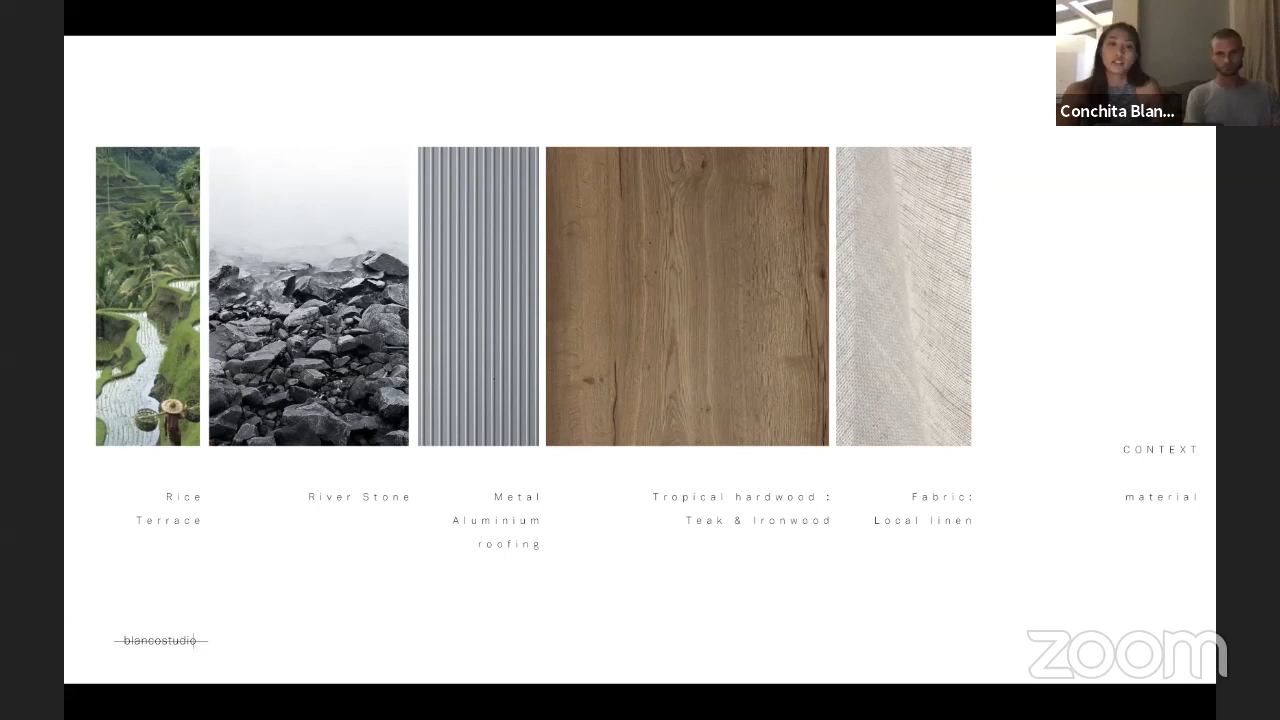 Conchita Blan...
CONTEXT
Rice
Terrace
River Stone
Metal
Aluminium
roofing
Tropical hardwood :
Teak & Ironwood
Fabric:
Local linen
material
blancostudio
zoom